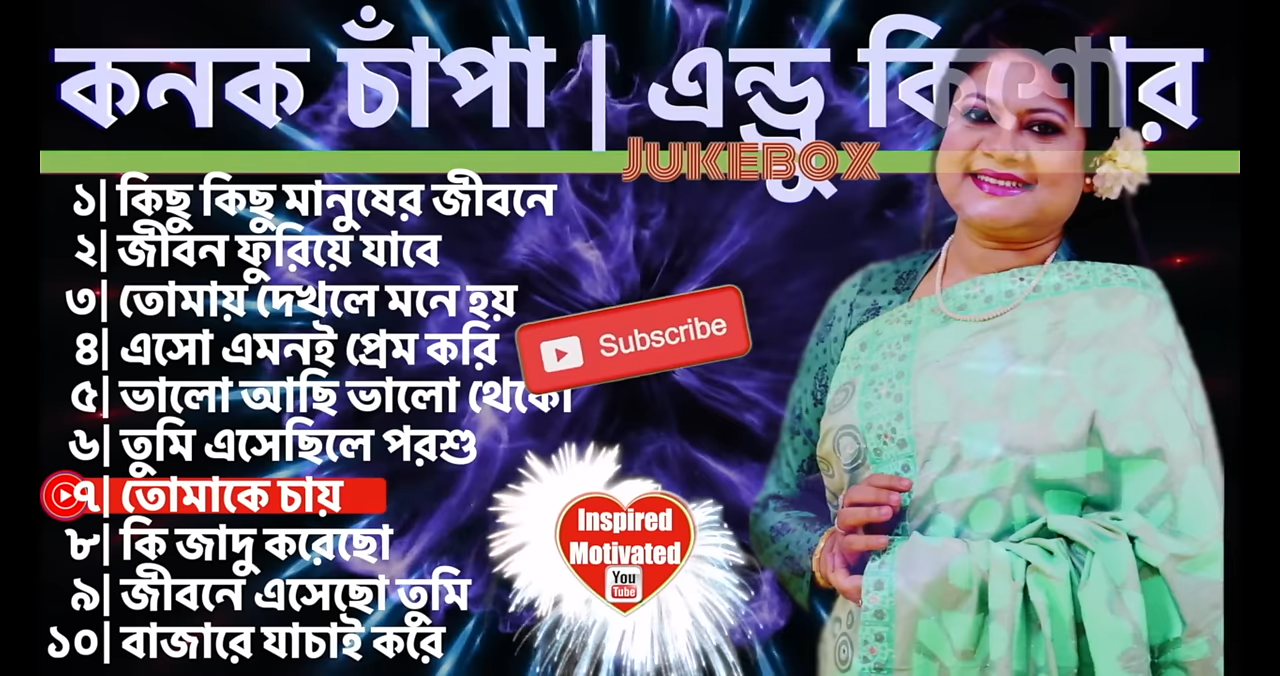 কনক চাঁপা | এন্ড্রু কিশোর
JUKEBOX
১| কিছু কিছু মানুষের জীবনে
২| জীবন ফুরিয়ে যাবে
৩| তোমায় দেখলে মনে হয়
৪| এসো এমনই প্রেম করি
Subscribe
৫| ভালো আছি ভালো থেকো
৬| তুমি এসেছিলে পরশু
৭| তোমাকে চায়
৮| কি জাদু করেছো
৯| জীবনে এসেছো তুমি
১০| বাজারে যাচাই করে
Inspired
Motivated
You
Tube